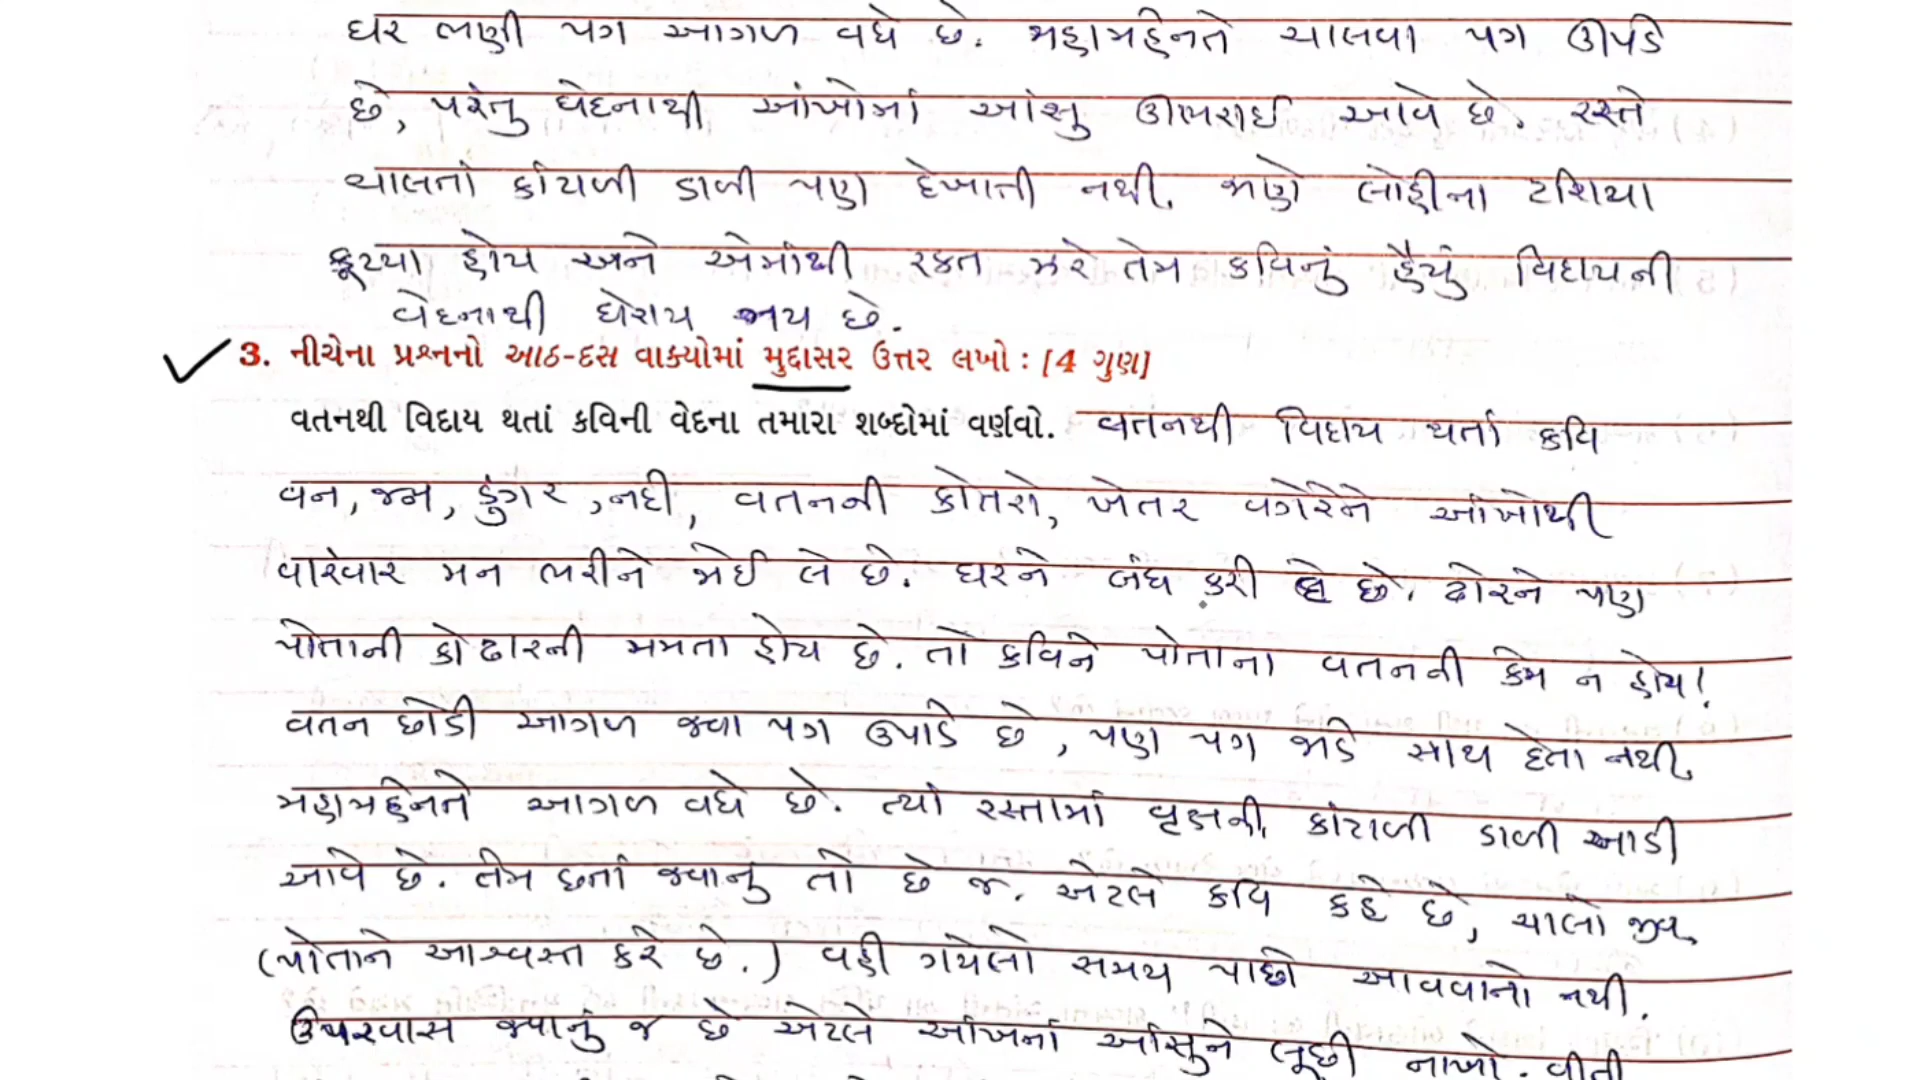 ઘર ભણી પગ આગળ વધે છે. મહામહેનતે ચાલવા પગ ઊપડે
છે, પરંતુ વેદનાથી આંખોમાં આંસુ ઊભરાઈ આવે છે. રસ્તે
ચાલતાં કાંટાળી ડાળી પણ દેખાતી નથી. જાણે લોહીના ટશિયા
ફૂટ્યા હોય અને એમાંથી રક્ત ઝરે તેમ કવિનું હૈયું વિદાયની
વેદનાથી ઘેરાય જાય છે.
3. નીચેના પ્રશ્નનો આઠ-દસ વાક્યોમાં મુદ્દાસર ઉત્તર લખો : [4 ગુણ]
વતનથી વિદાય થતાં કવિની વેદના તમારા શબ્દોમાં વર્ણવો. વતનથી વિદાય થતાં કવિ
વન, જન, ડુંગર, નદી, વતનની કોતરો, ખેતર વગેરેને આંખોથી
વારંવાર મન ભરીને જોઈ લે છે. ઘરને બંધ કરી દે છે. ઢોરને પણ
પોતાની કોઢારની મમતા હોય છે. તો કવિને પોતાના વતનની કેમ ન હોય!
વતન છોડી આગળ જવા પગ ઉપાડે છે, પણ પગ જાણે સાથ દેતા નથી.
મહામહેનતે આગળ વધે છે. ત્યાં રસ્તામાં વૃક્ષની કાંટાળી ડાળી આડી
આવે છે. તેમ છતાં જવાનું તો છે જ. એટલે કવિ કહે છે, ચાલો જીવ
(પોતાને આશ્વસ્ત કરે છે.) વહી ગયેલો સમય પાછો આવવાનો નથી.
ઉપરવાસ જવાનું જ છે એટલે આંખનાં આંસુને લૂછી નાખો. વીતી